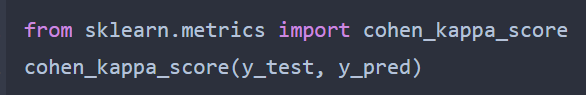 from sklearn.metrics import cohen_kappa_score
cohen_kappa_score(y_test, y_pred)